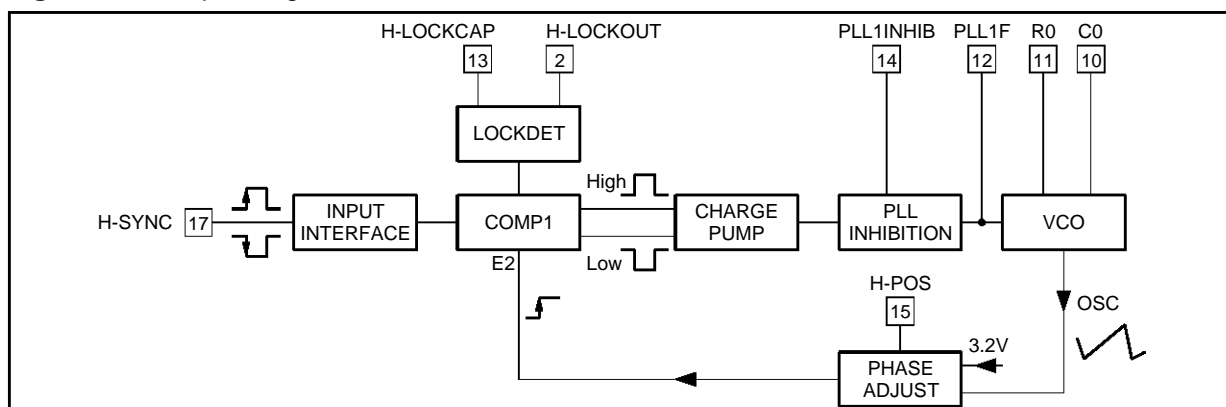 H-LOCKCAP
H-LOCKOUT
PLL1INHIB
PLL1F
R0
C0
13
2
14
12
11
10
LOCKDET
High
H-SYNC
17
INPUT
INTERFACE
COMP1
CHARGE
PUMP
PLL
INHIBITION
VCO
E2
Low
H-POS
15
OSC
3.2V
PHASE
ADJUST